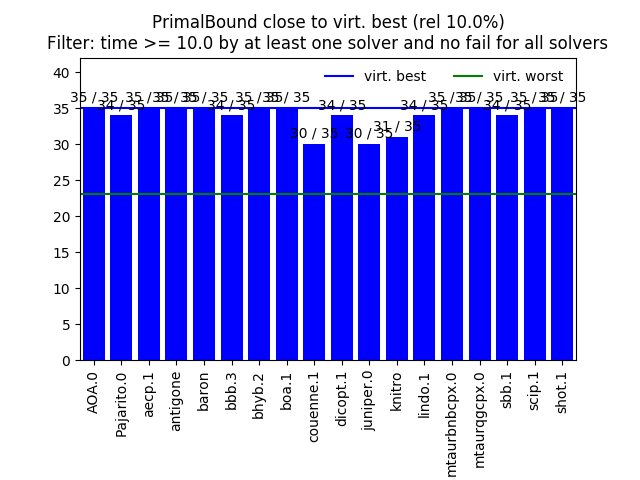 PrimalBound close to virt. best (rel 10.0%)
Filter: time >= 10.0 by at least one solver and no fail for all solvers
virt. best
virt. worst
40
35
30
25
20
15
10
5
0
35 / 35
34 / 35
35 / 35
35 / 35
35 / 35
34 / 35
35 / 35
35 / 35
30 / 35
34 / 35
30 / 35
31 / 35
34 / 35
35 / 35
35 / 35
34 / 35
35 / 35
35 / 35
AOA.0
Pajarito.0
aecp.1
antigone
baron
bbb.3
bhyb.2
boa.1
couenne.1
dicopt.1
juniper.0
knitro
lindo.1
mtaurbnbcpx.0
mtaurqgcpx.0
sbb.1
scip.1
shot.1